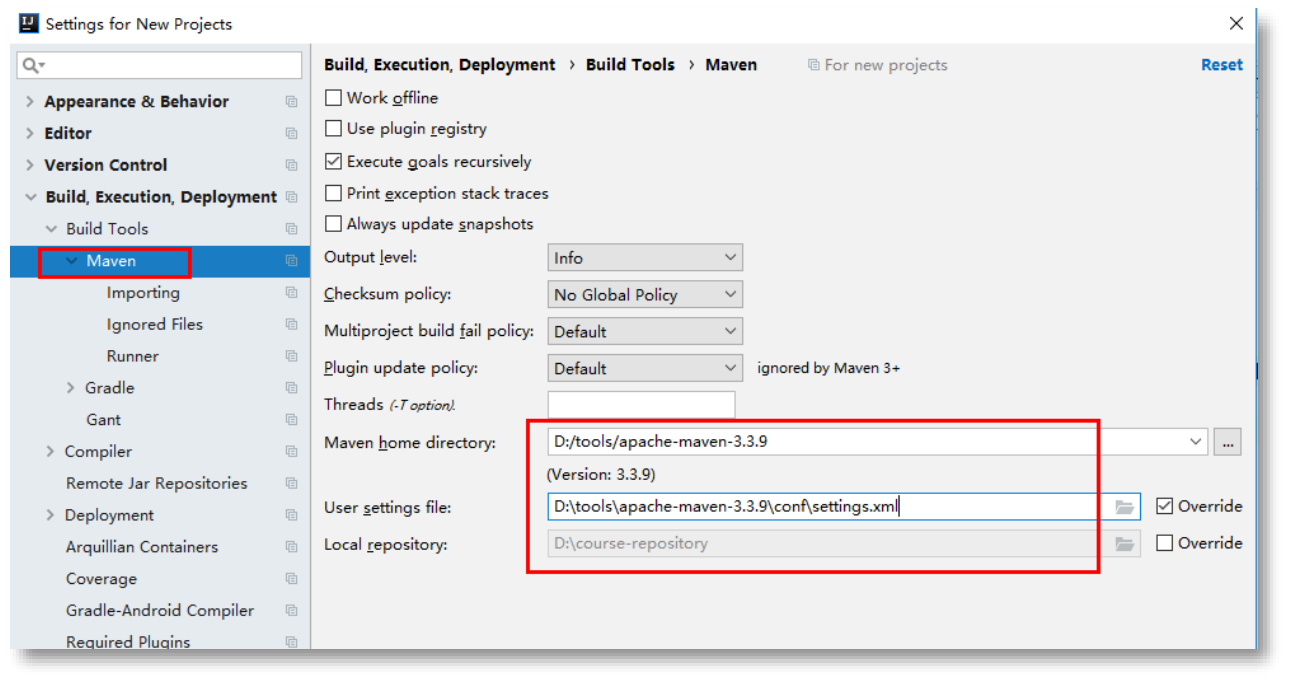 Settings for New Projects
Appearance & Behavior
Editor
Version Control
Build, Execution, Deployment
Build Tools
Maven
Importing
Ignored Files
Runner
Gradle
Gant
Compiler
Remote Jar Repositories
Deployment
Arquillian Containers
Coverage
Gradle-Android Compiler
Required Plugins
Build, Execution, Deployment › Build Tools › Maven For new projects Reset
Work offline
Use plugin registry
Execute goals recursively
Print exception stack traces
Always update snapshots
Output level: Info
Checksum policy: No Global Policy
Multiproject build fail policy: Default
Plugin update policy: Default ignored by Maven 3+
Threads (-T option).
Maven home directory: D:/tools/apache-maven-3.3.9 ...
(Version: 3.3.9)
User settings file: D:\tools\apache-maven-3.3.9\conf\settings.xml Override
Local repository: D:\course-repository Override